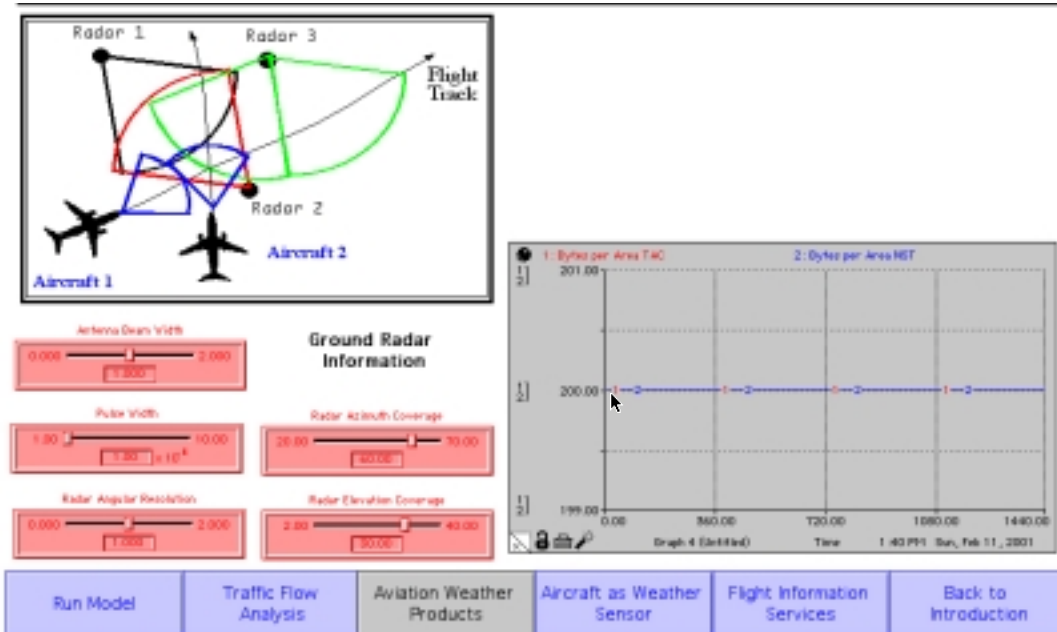 Radar 1
Radar 3
Flight
Track
Radar 2
Aircraft 2
Aircraft 1
Antenna Beam Width
0.000
2.000
1.000
Ground Radar
Information
Pulse Width
1.00
10.00
1.00
Radar Azimuth Coverage
20.00
70.00
60.00
Radar Angular Resolution
0.000
2.000
1.000
Radar Elevation Coverage
2.00
40.00
30.00
1: Bytes per Area TAC
2: Bytes per Area NST
201.00
200.00
199.00
0.00
360.00
720.00
1080.00
1440.00
Graph 4 (Untitled)
Time
1:40 PM Sun, Feb 11, 2001
Run Model
Traffic Flow
Analysis
Aviation Weather
Products
Aircraft as Weather
Sensor
Flight Information
Services
Back to
Introduction